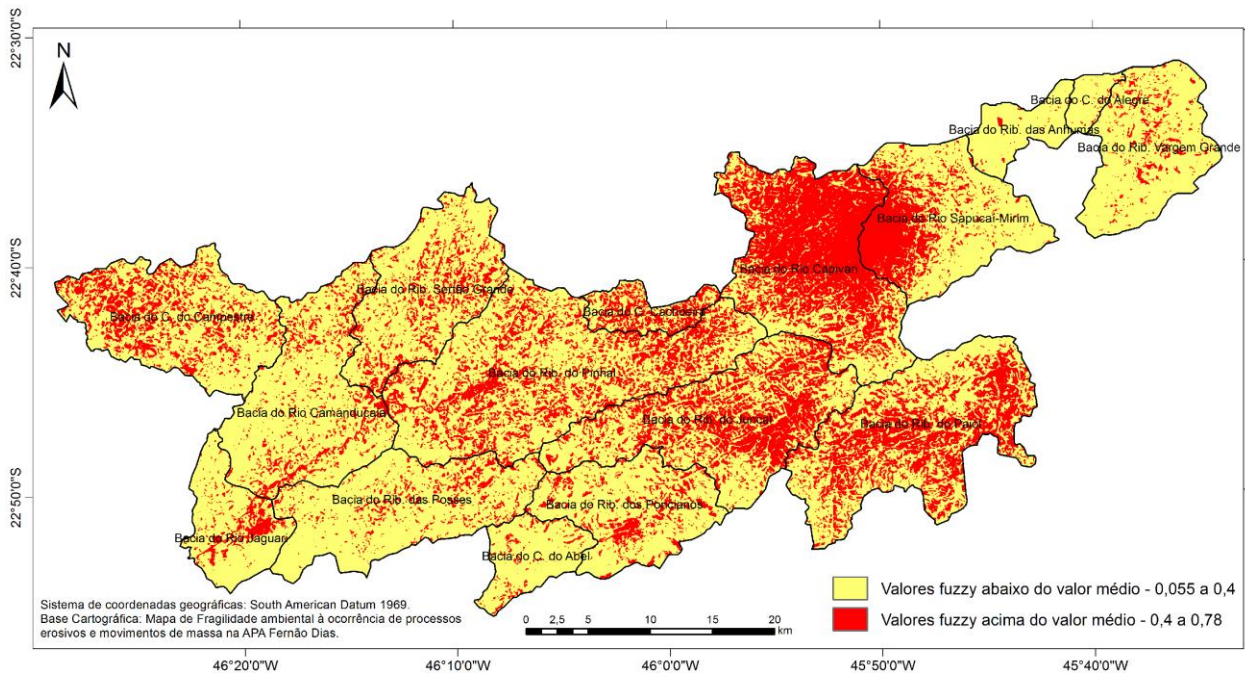 22°30'0"S
N
Bacia do C. do Alegre
Bacia do Rib. das Anhumas
Bacia do Rib. Vargem Grande
Bacia do Rio Sapucaí-Mirim
22°40'0"S
Bacia do Rio Capivari
Bacia do Rib. Sertão Grande
Bacia do C. do Campestre
Bacia do C. Cachoeira
Bacia do Rib. do Pinhal
Bacia do Rio Camanducaia
Bacia do Rib. do Juncal
Bacia do Rib. do Paiol
22°50'0"S
Bacia do Rib. das Posses
Bacia do Rib. dos Poncianos
Bacia do Rio Jaguari
Bacia do C. do Abel
Valores fuzzy abaixo do valor médio - 0,055 a 0,4
Valores fuzzy acima do valor médio - 0,4 a 0,78
Sistema de coordenadas geográficas: South American Datum 1969.
Base Cartográfica: Mapa de Fragilidade ambiental à ocorrência de processos
erosivos e movimentos de massa na APA Fernão Dias.
0 2,5 5 10 15 20
km
46°20'0"W 46°10'0"W 46°0'0"W 45°50'0"W 45°40'0"W